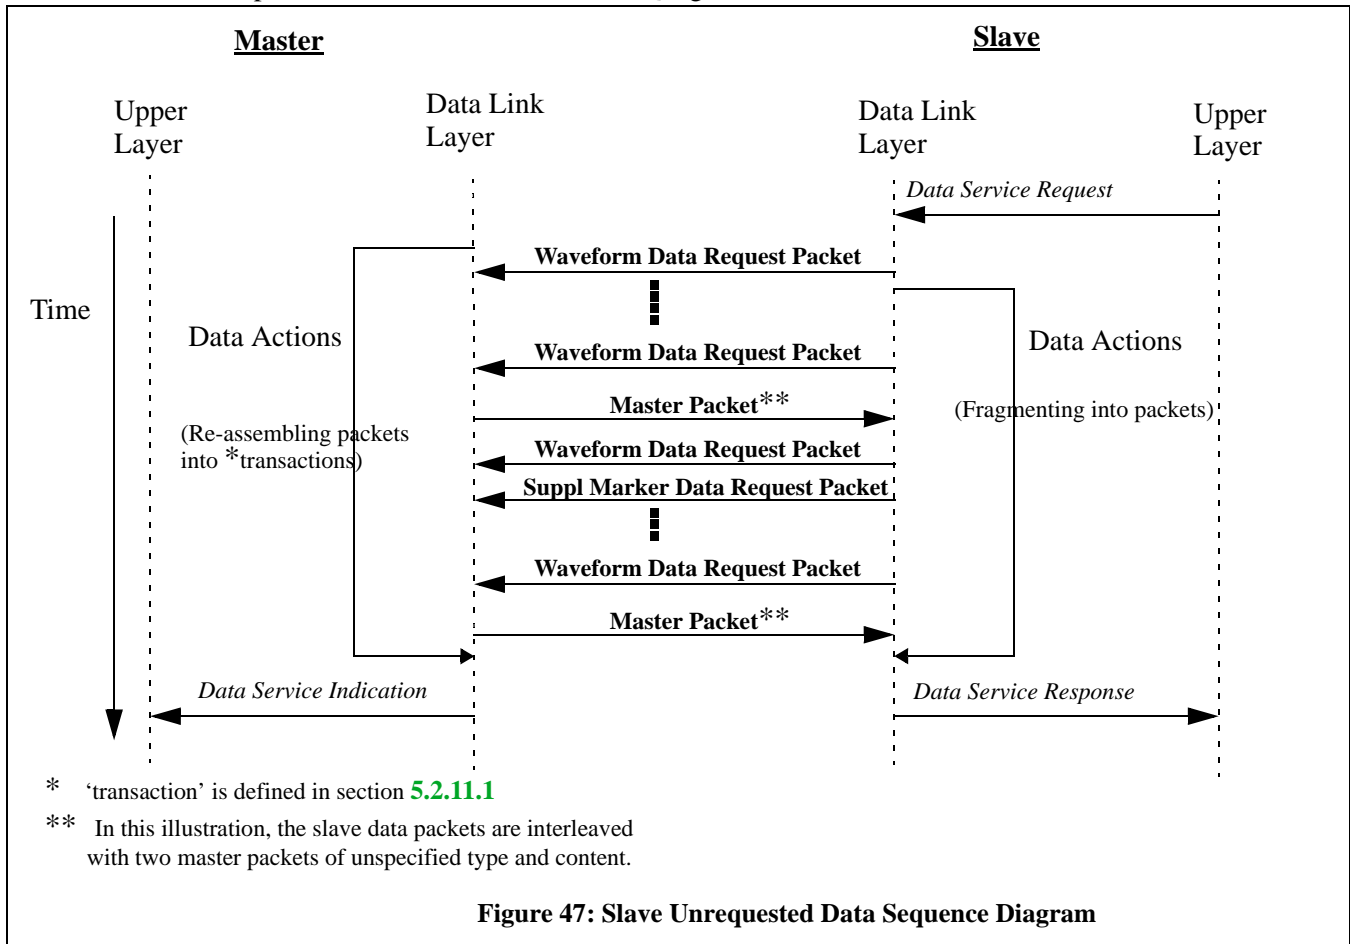 Master
Slave
Upper
Layer
Data Link
Layer
Data Link
Layer
Upper
Layer
Data Service Request
Waveform Data Request Packet
Time
Data Actions
Data Actions
Waveform Data Request Packet
Master Packet**
(Fragmenting into packets)
(Re-assembling packets
into *transactions)
Waveform Data Request Packet
Suppl Marker Data Request Packet
Waveform Data Request Packet
Master Packet**
Data Service Indication
Data Service Response
* ‘transaction’ is defined in section 5.2.11.1
** In this illustration, the slave data packets are interleaved
with two master packets of unspecified type and content.
Figure 47: Slave Unrequested Data Sequence Diagram